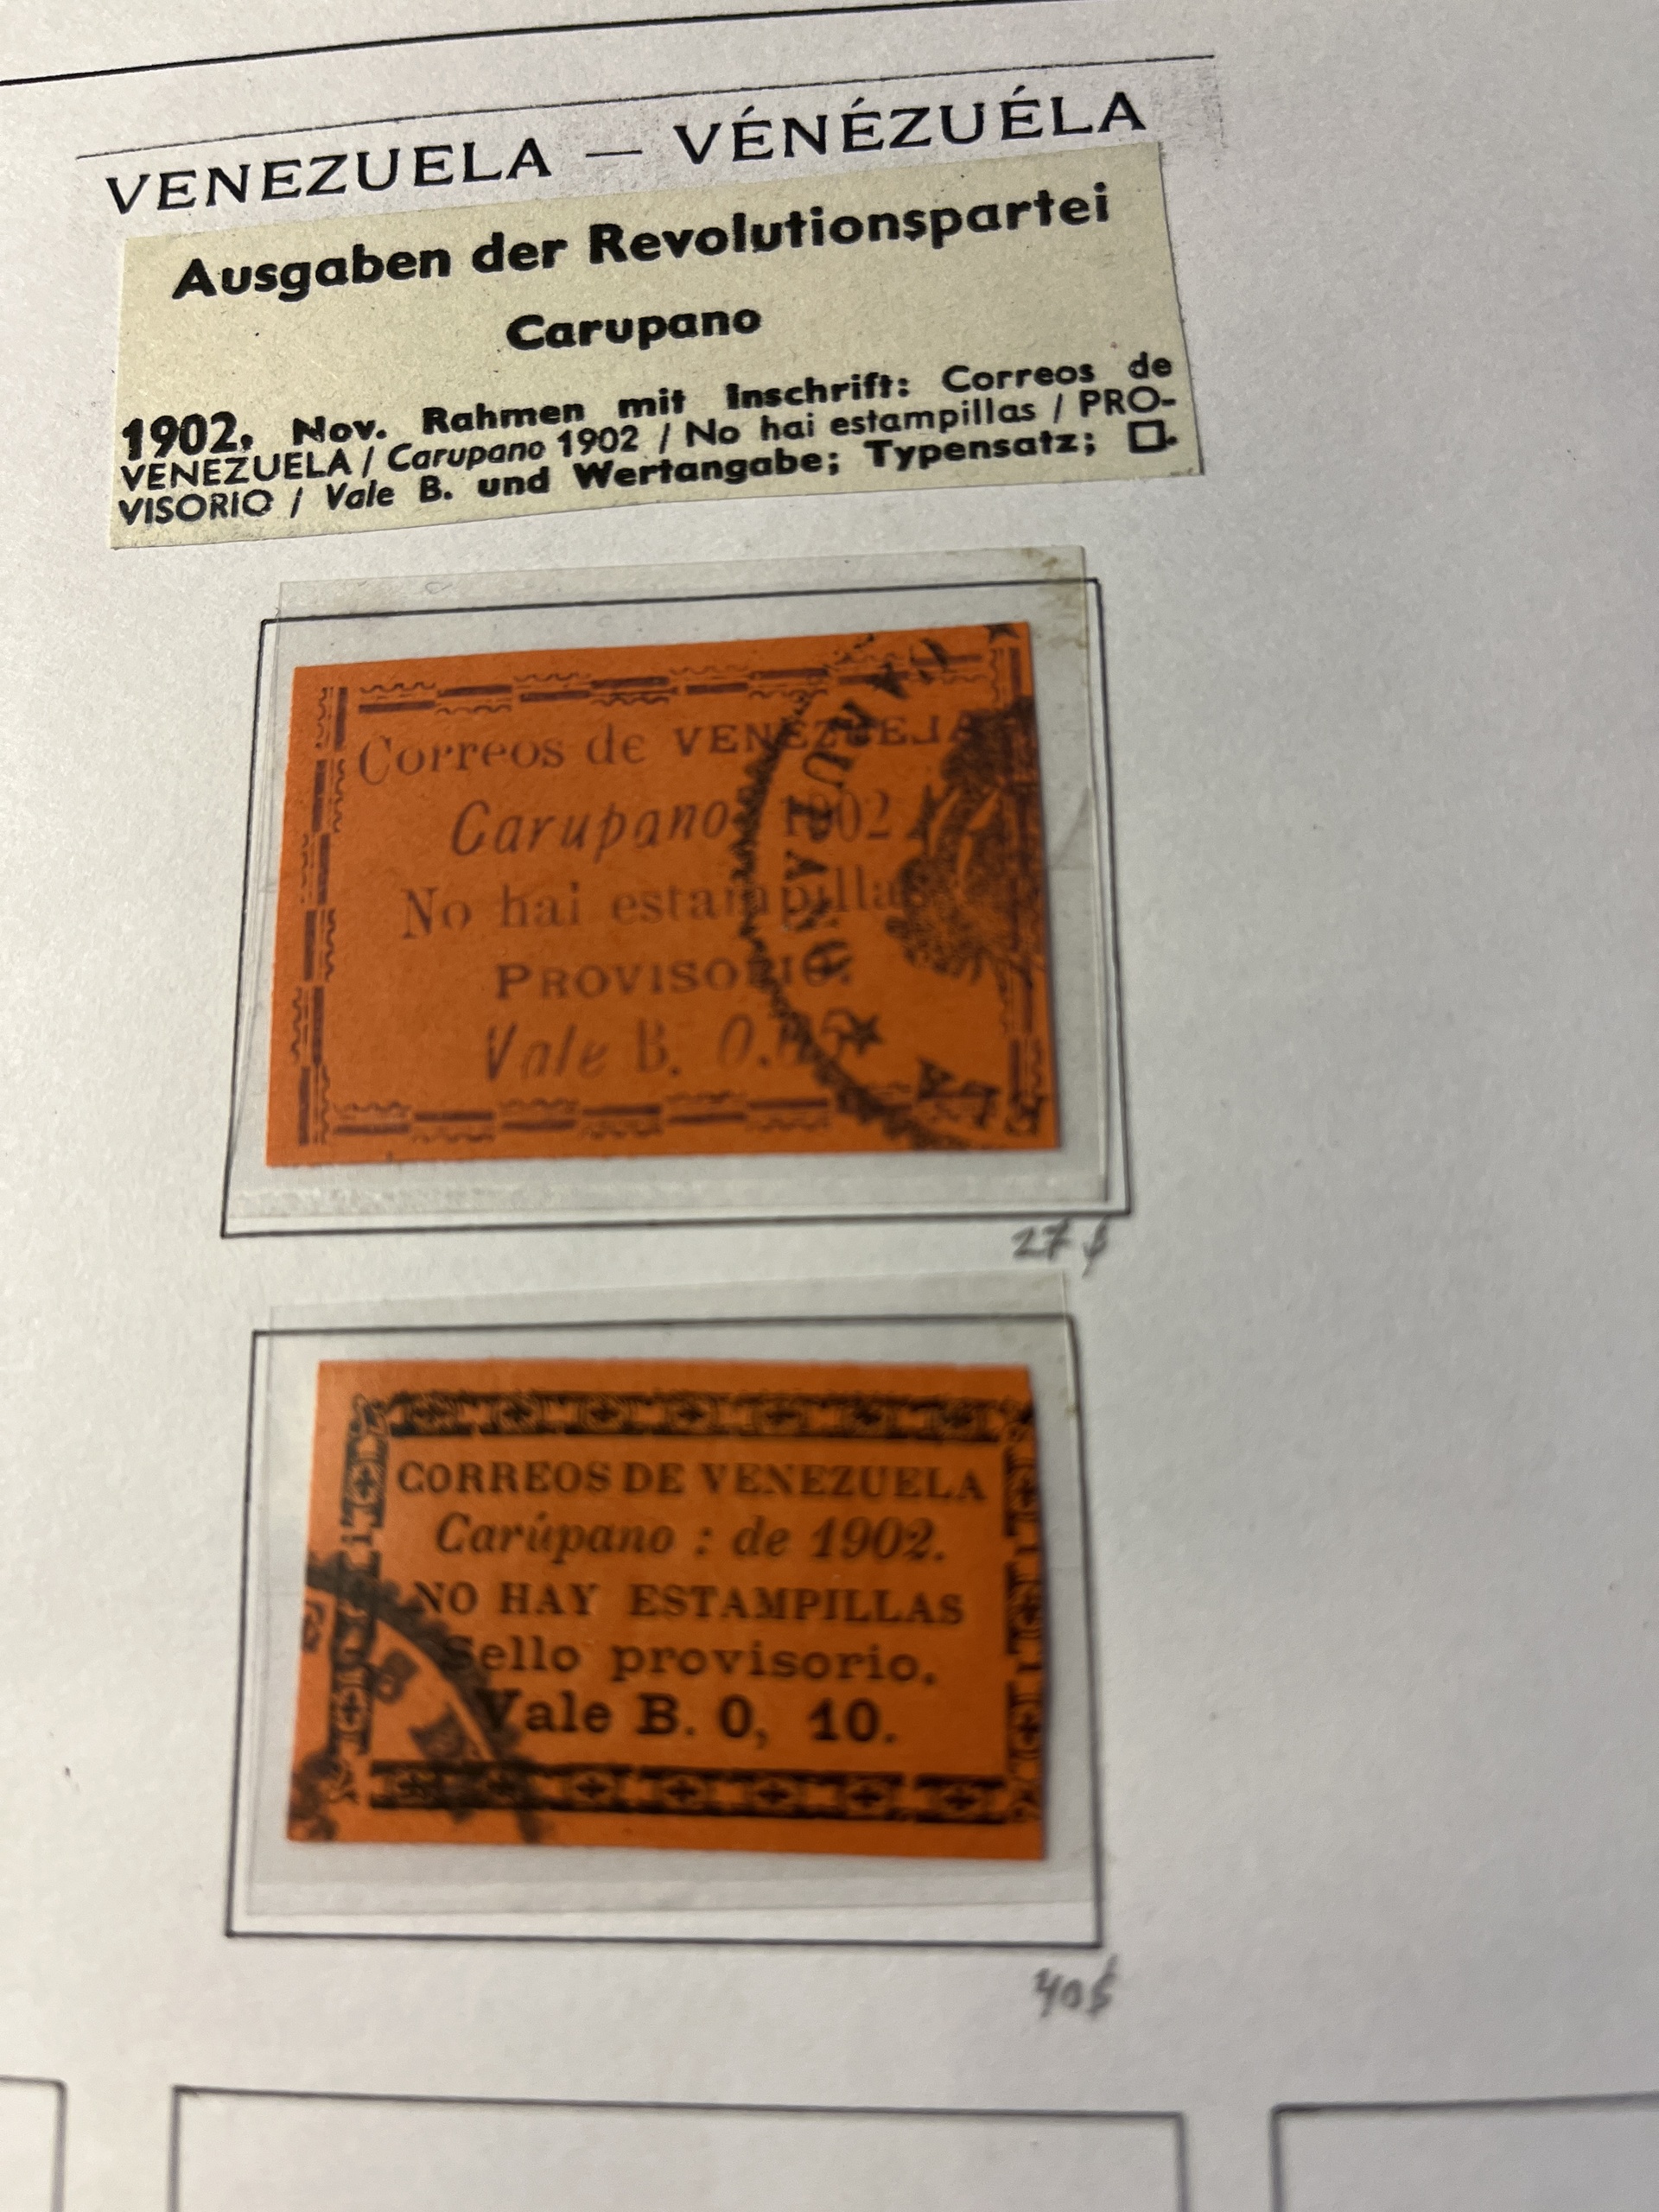 VENEZUELA — VÉNÉZUÉLA
Ausgaben der Revolutionspartei
Carupano
1902. Nov. Rahmen mit Inschrift: Correos de
VENEZUELA / Carupano 1902 / No hai estampillas / PRO-
VISORIO / Vale B. und Wertangabe; Typensatz; □.
Correos de VENEZUELA
Carupano 1902
No hai estampillas
PROVISORIO.
Vale B. 0.05
27 $
CORREOS DE VENEZUELA
Carúpano : de 1902.
NO HAY ESTAMPILLAS
Sello provisorio.
Vale B. 0, 10.
40 $